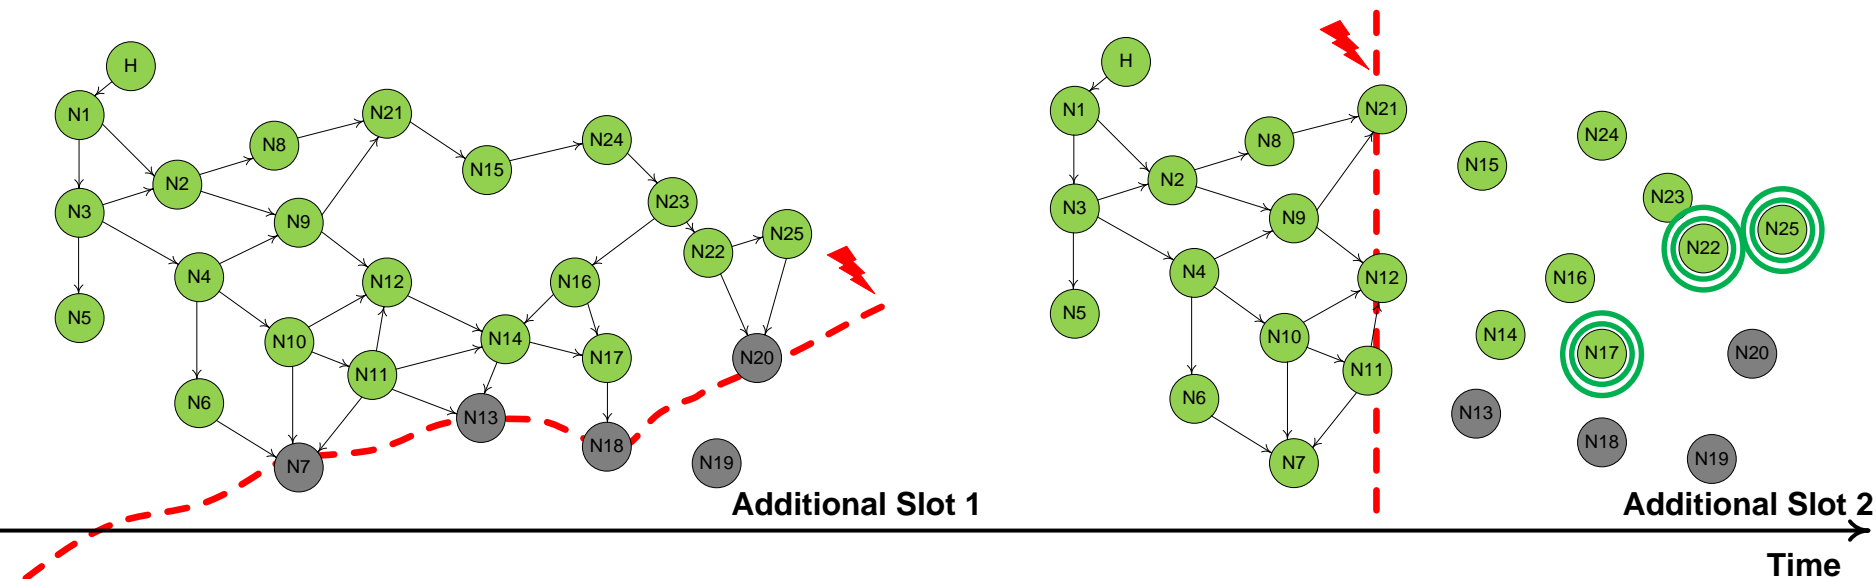 H
N1
N21
N8
N24
N15
N2
N3
N9
N23
N25
N22
N4
N12
N16
N5
N10
N14
N17
N20
N11
N6
N13
N18
N7
N19
Additional Slot 1
H
N1
N21
N8
N24
N15
N2
N23
N3
N9
N25
N22
N4
N12
N16
N5
N10
N14
N17
N20
N11
N6
N13
N18
N7
N19
Additional Slot 2
Time